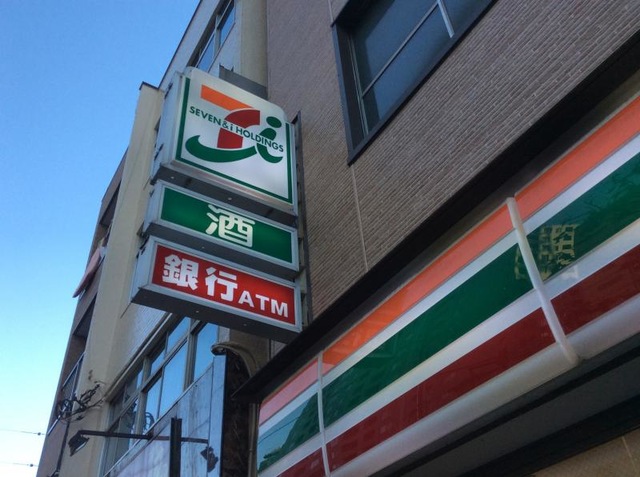 SEVEN & i HOLDINGS
酒
銀行ATM